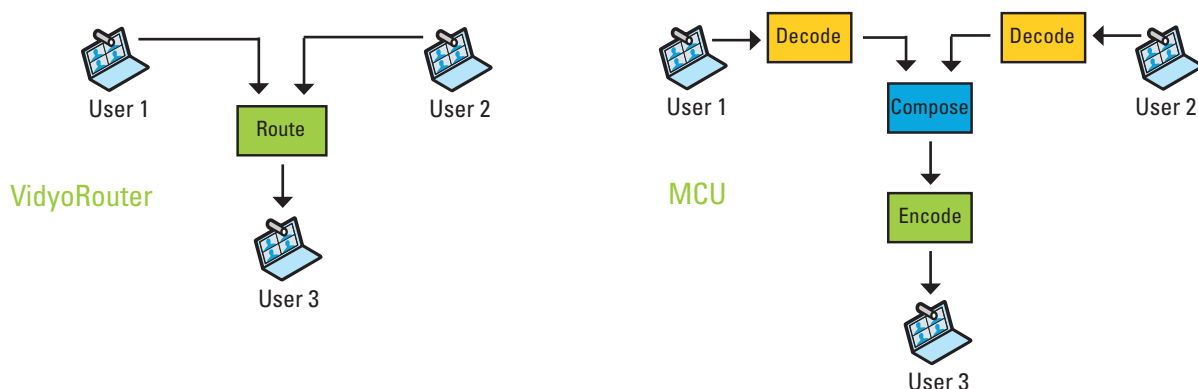 User 1
User 2
Route
VidyoRouter
User 3
Decode
Decode
User 1
User 2
Compose
MCU
Encode
User 3